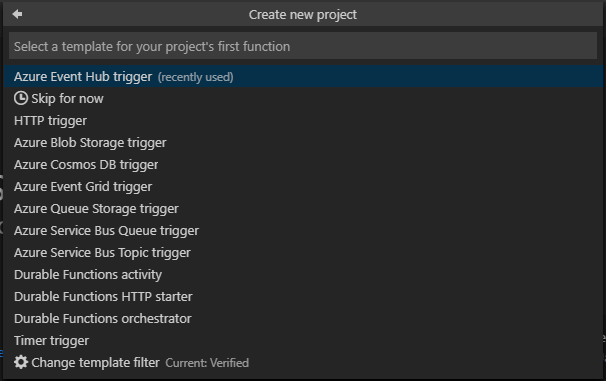 Create new project
Select a template for your project's first function
Azure Event Hub trigger (recently used)
Skip for now
HTTP trigger
Azure Blob Storage trigger
Azure Cosmos DB trigger
Azure Event Grid trigger
Azure Queue Storage trigger
Azure Service Bus Queue trigger
Azure Service Bus Topic trigger
Durable Functions activity
Durable Functions HTTP starter
Durable Functions orchestrator
Timer trigger
Change template filter Current: Verified